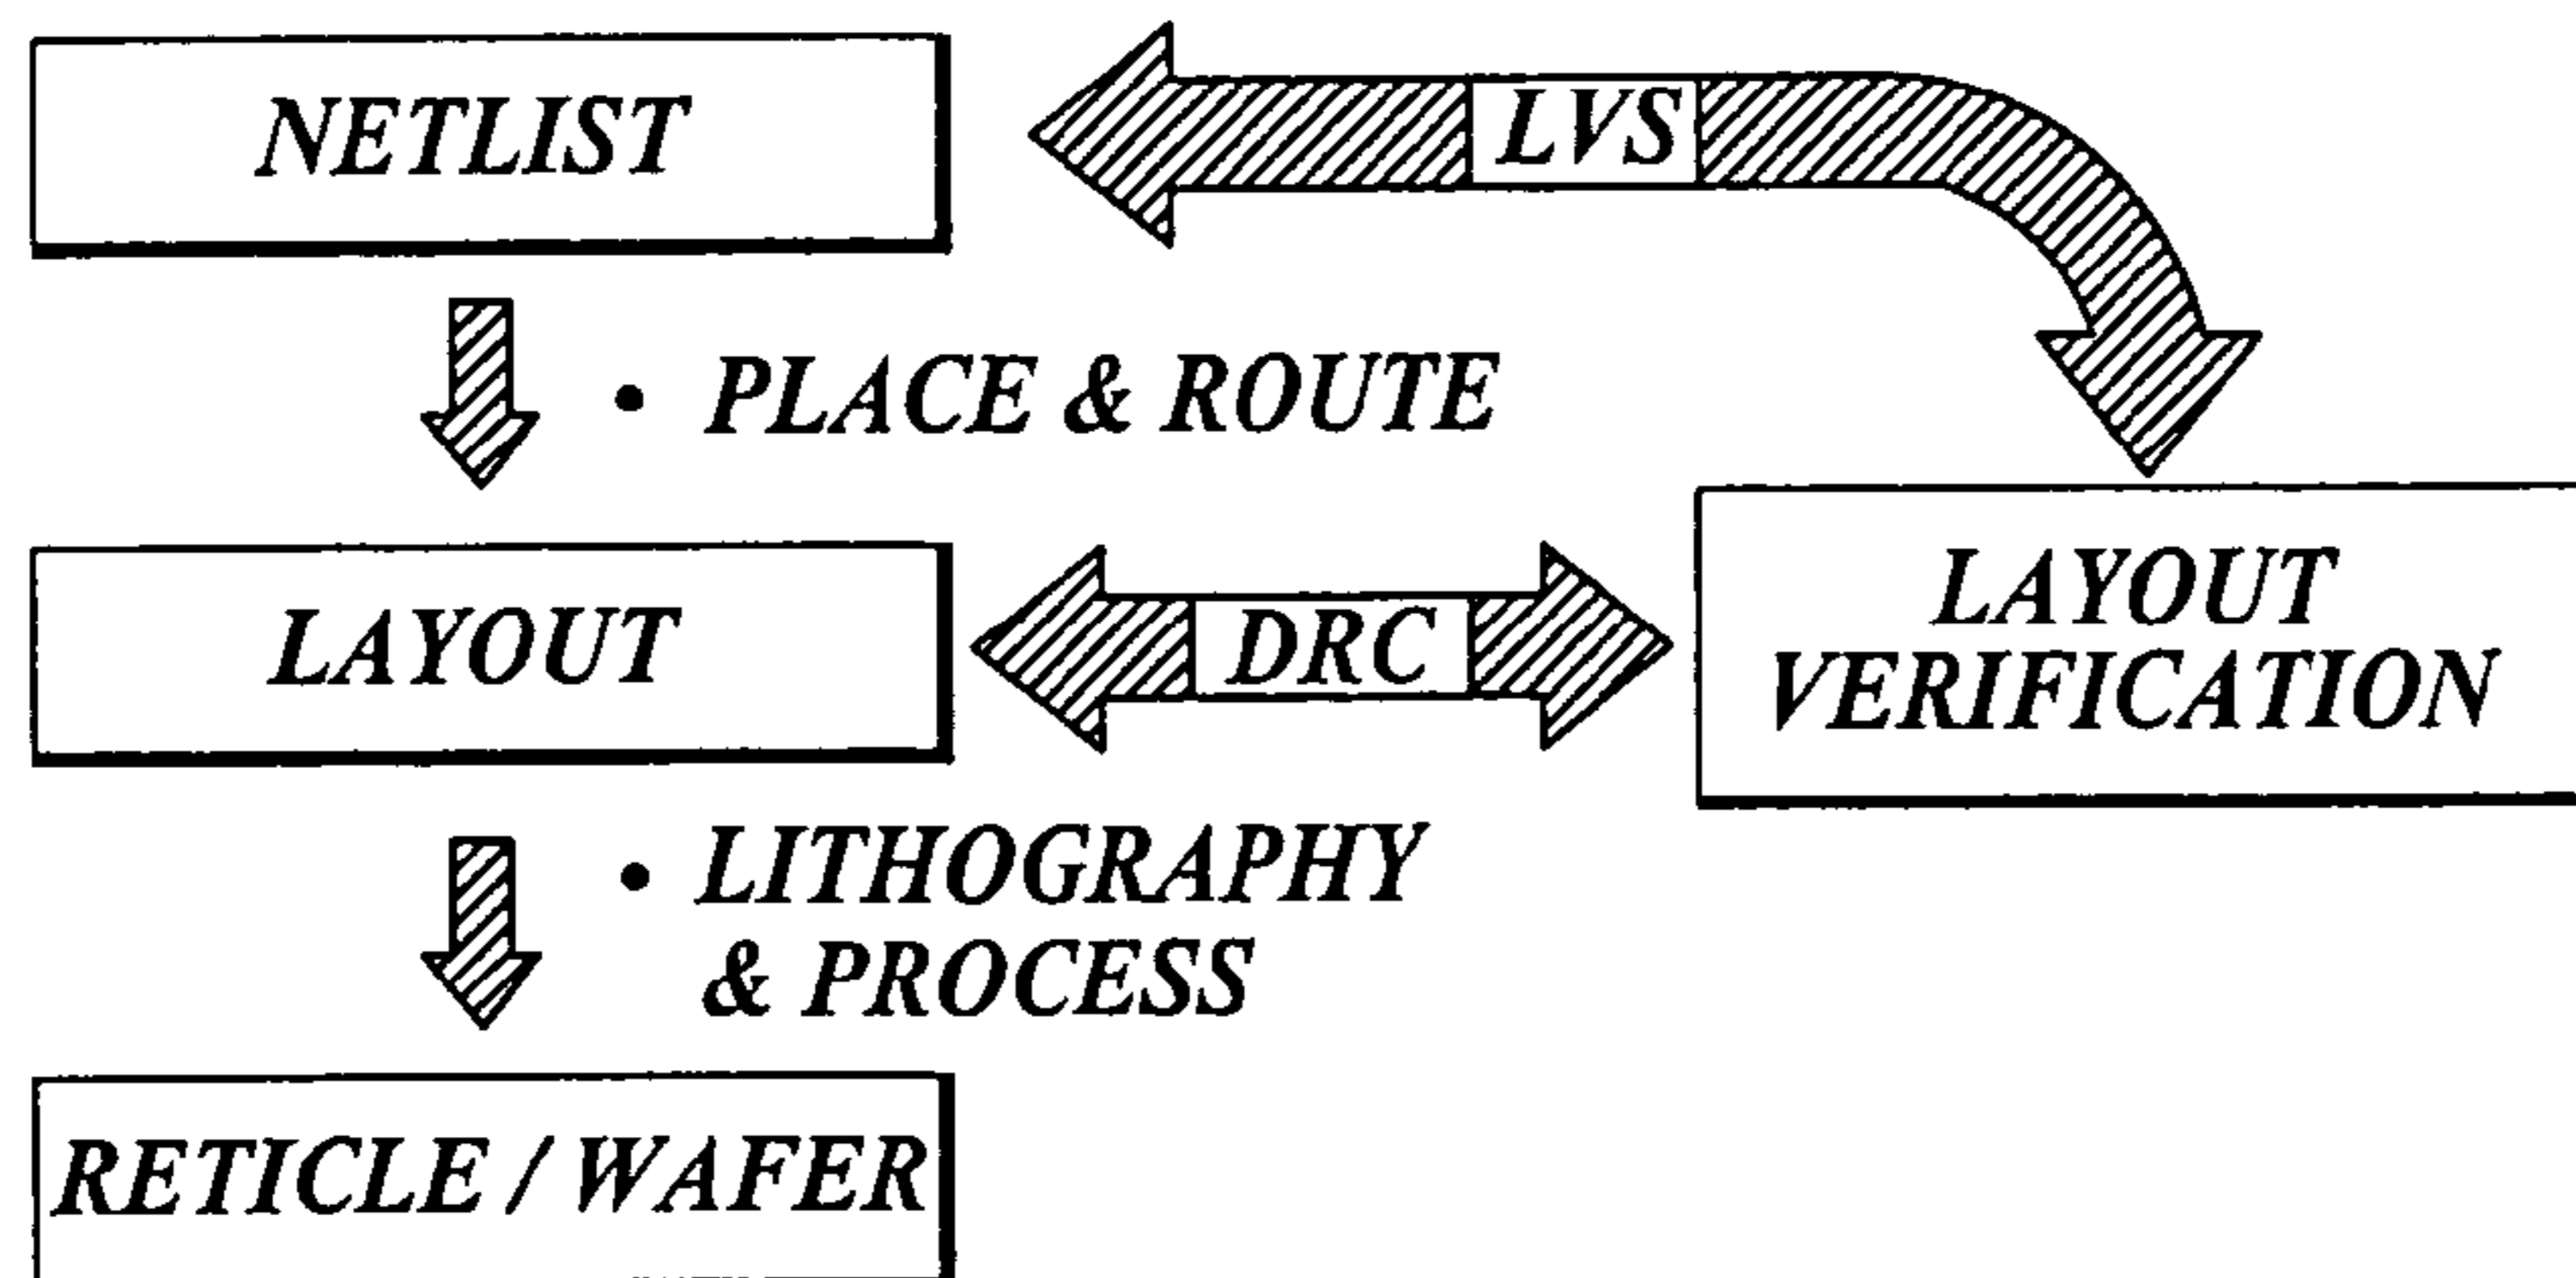 NETLIST
LVS
• PLACE & ROUTE
LAYOUT
DRC
LAYOUT
VERIFICATION
• LITHOGRAPHY
& PROCESS
RETICLE / WAFER